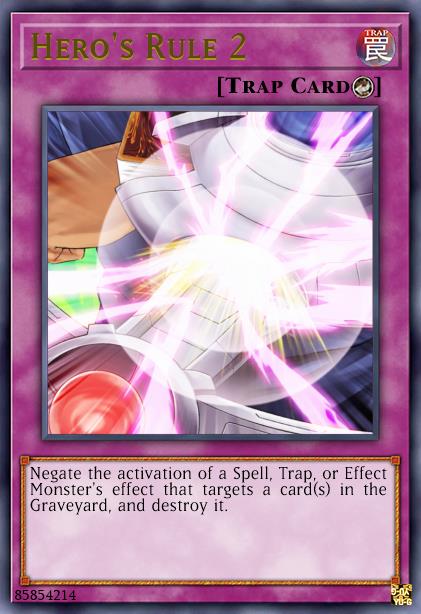 Hero's Rule 2
TRAP
罠
[Trap Card]
Negate the activation of a Spell, Trap, or Effect
Monster's effect that targets a card(s) in the
Graveyard, and destroy it.
85854214